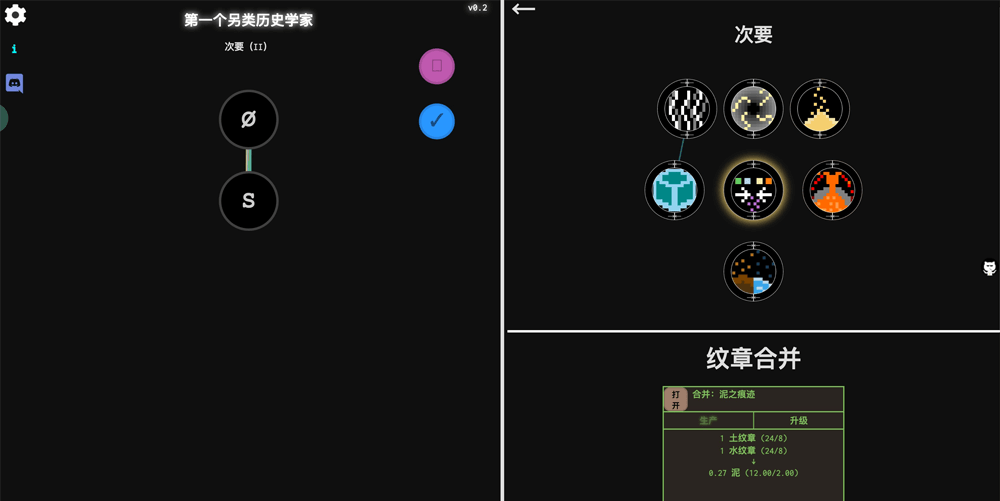 v0.2
第一个另类历史学家
次要 (II)
i
Ø
S
✓
次要
纹章合并
打开
合并: 泥之痕迹
生产
升级
1 土纹章 (24/8)
1 水纹章 (24/8)
↓
0.27 泥 (12.00/2.00)